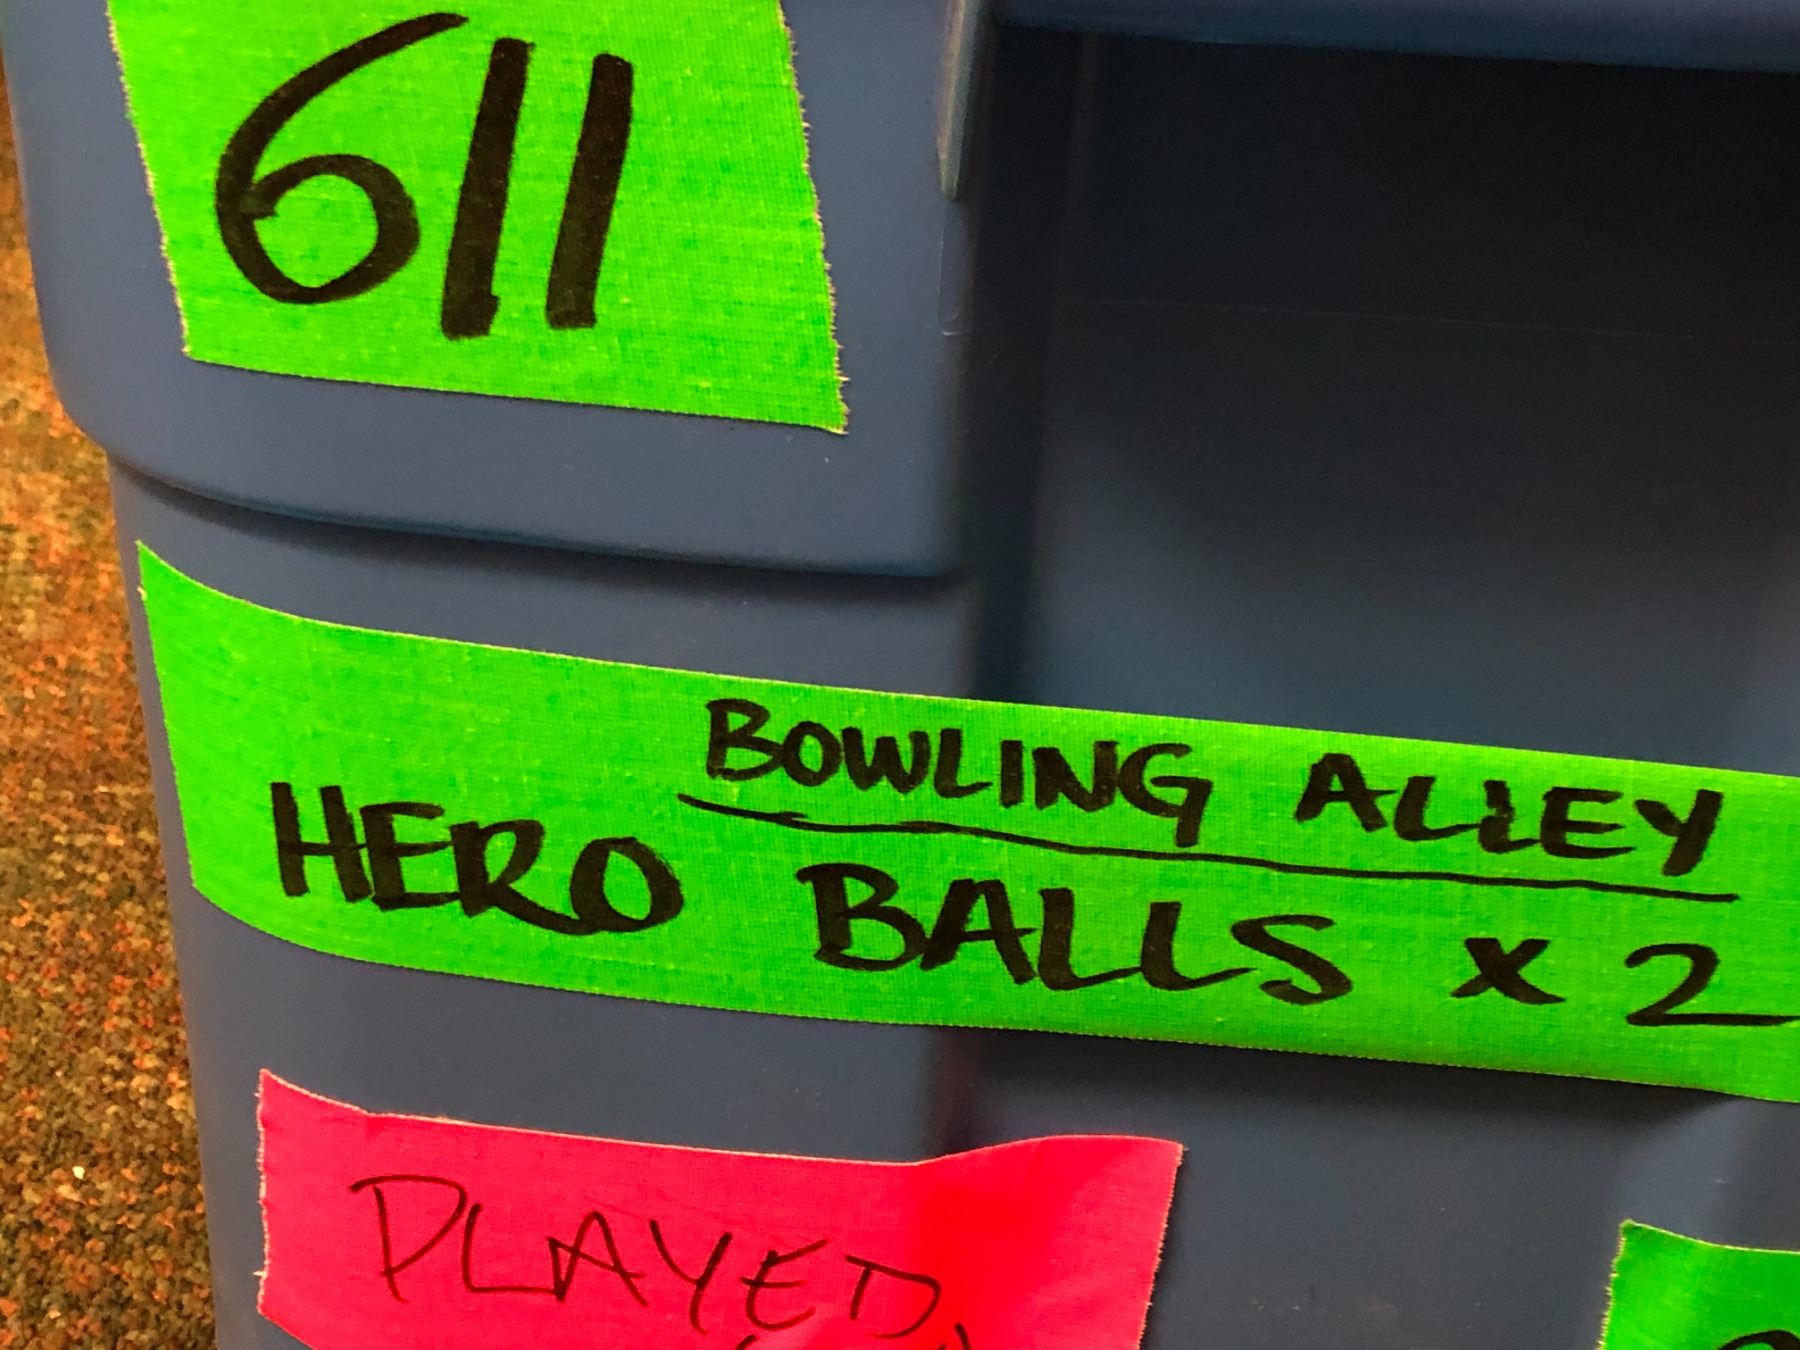 611
BOWLING ALLEY
HERO BALLS x 2
PLAYED